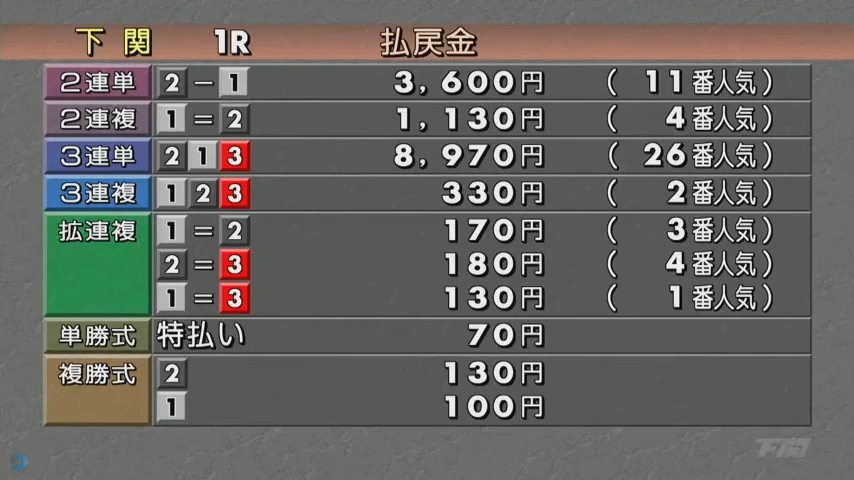 下関 1R 払戻金
2連単 2-1 3,600円 (11番人気)
2連複 1=2 1,130円 (4番人気)
3連単 2 1 3 8,970円 (26番人気)
3連複 1 2 3 330円 (2番人気)
拡連複 1=2 170円 (3番人気)
2=3 180円 (4番人気)
1=3 130円 (1番人気)
単勝式 特払い 70円
複勝式 2 130円
1 100円
下関